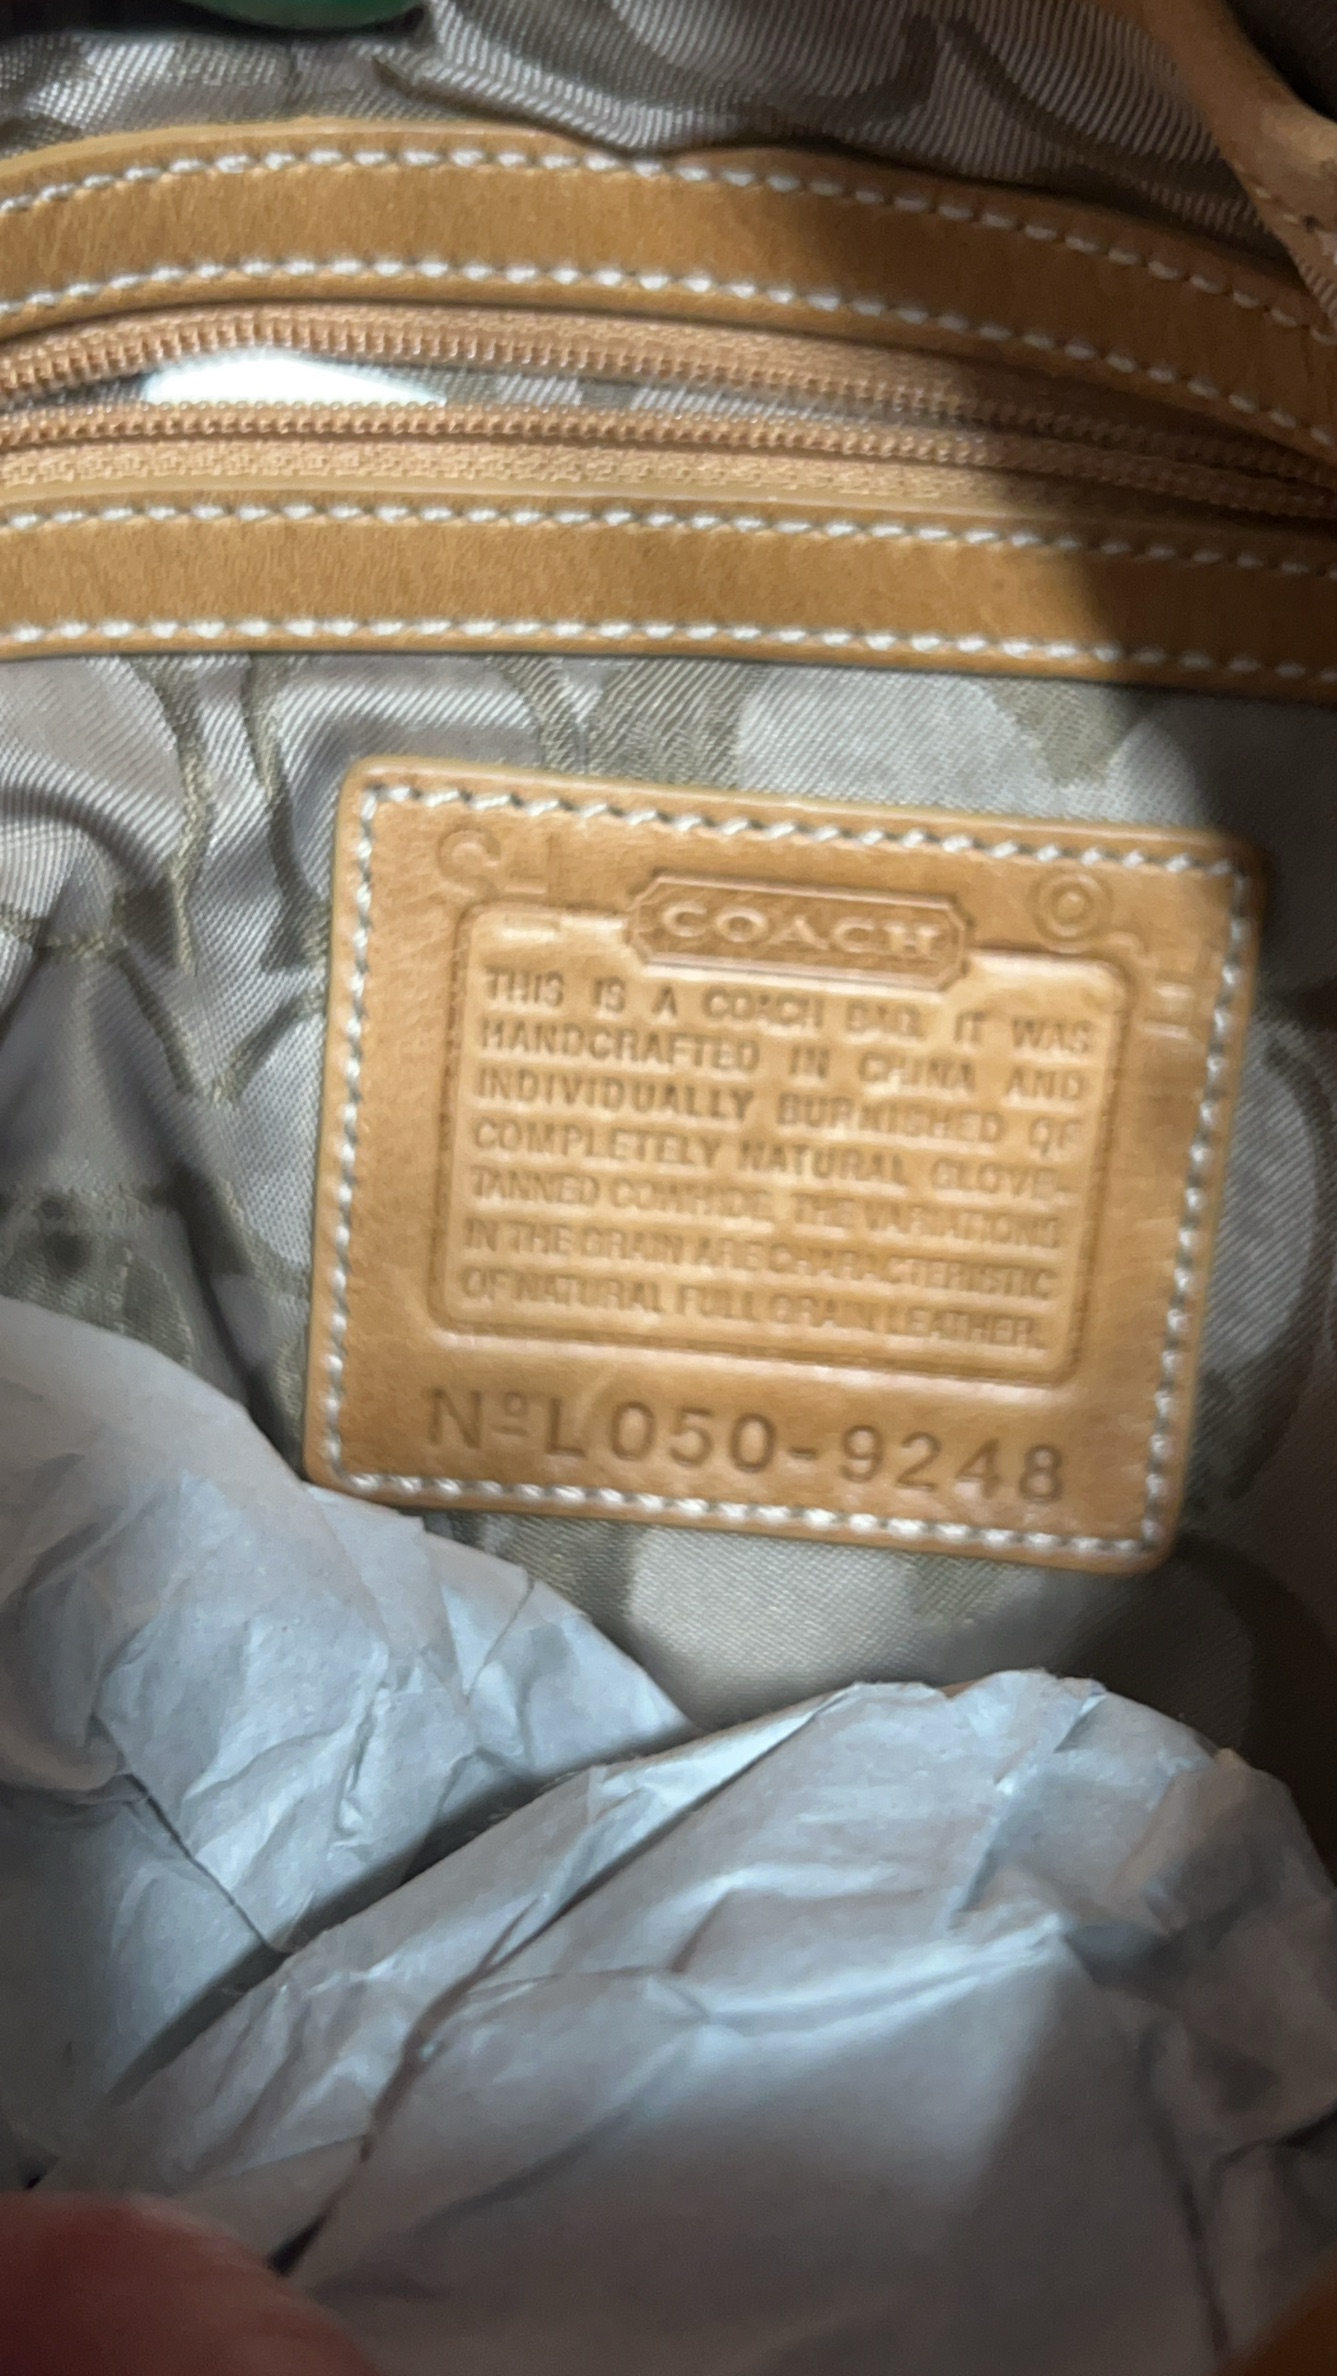 COACH
THIS IS A COACH BAG. IT WAS
HANDCRAFTED IN CHINA AND
INDIVIDUALLY BURNISHED OF
COMPLETELY NATURAL GLOVE-
TANNED COWHIDE. THE VARIATIONS
IN THE GRAIN ARE CHARACTERISTIC
OF NATURAL FULL GRAIN LEATHER.
Nº L050-9248